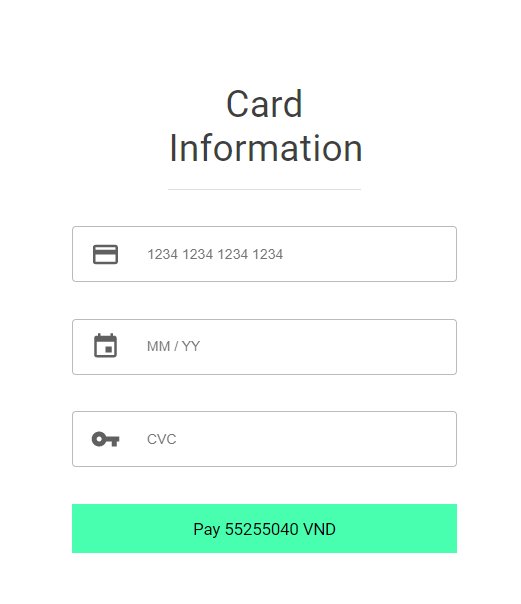 Card
Information
1234 1234 1234 1234
MM / YY
CVC
Pay 55255040 VND